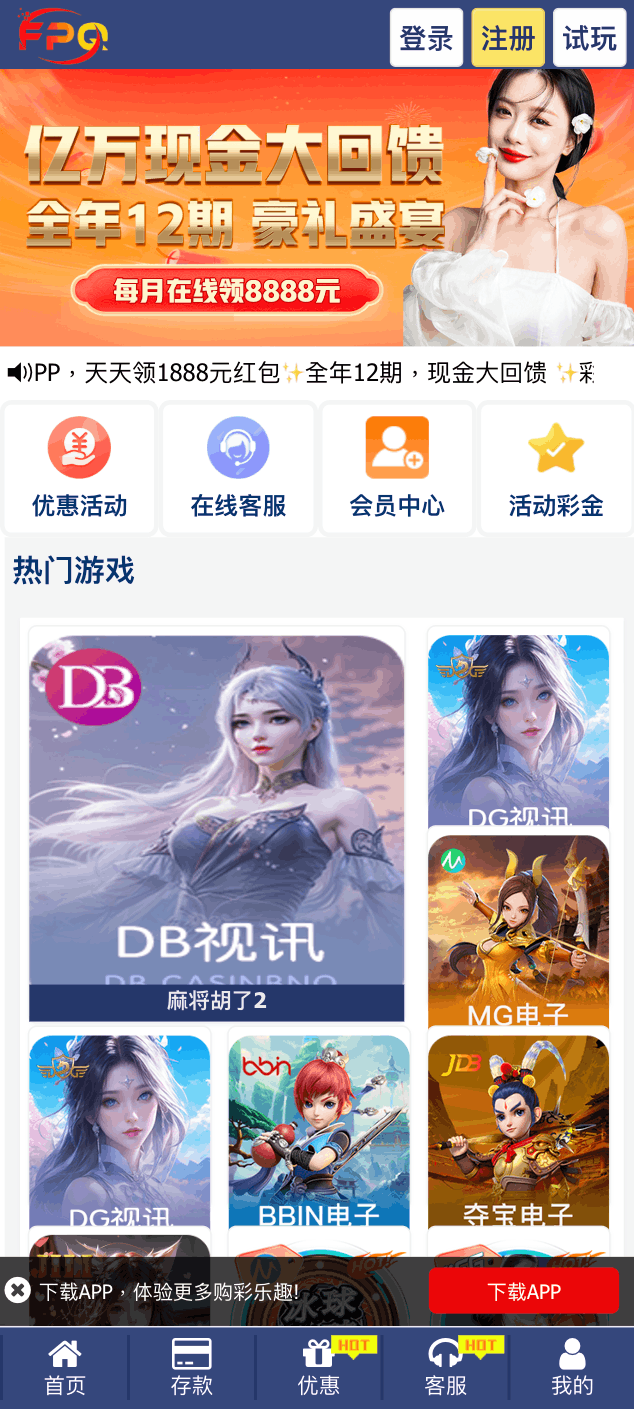 FPQ
登录
注册
试玩
亿万现金大回馈
全年12期 豪礼盛宴
每月在线领8888元
PP，天天领1888元红包✨全年12期，现金大回馈 ✨彩
优惠活动
在线客服
会员中心
活动彩金
热门游戏
DB
DB视讯
麻将胡了2
DG
DG视讯
MG电子
DG
DG视讯
bbin
BBIN电子
JDB
夺宝电子
HOT!
冰球
下载APP，体验更多购彩乐趣!
下载APP
首页
存款
HOT
优惠
HOT
客服
我的